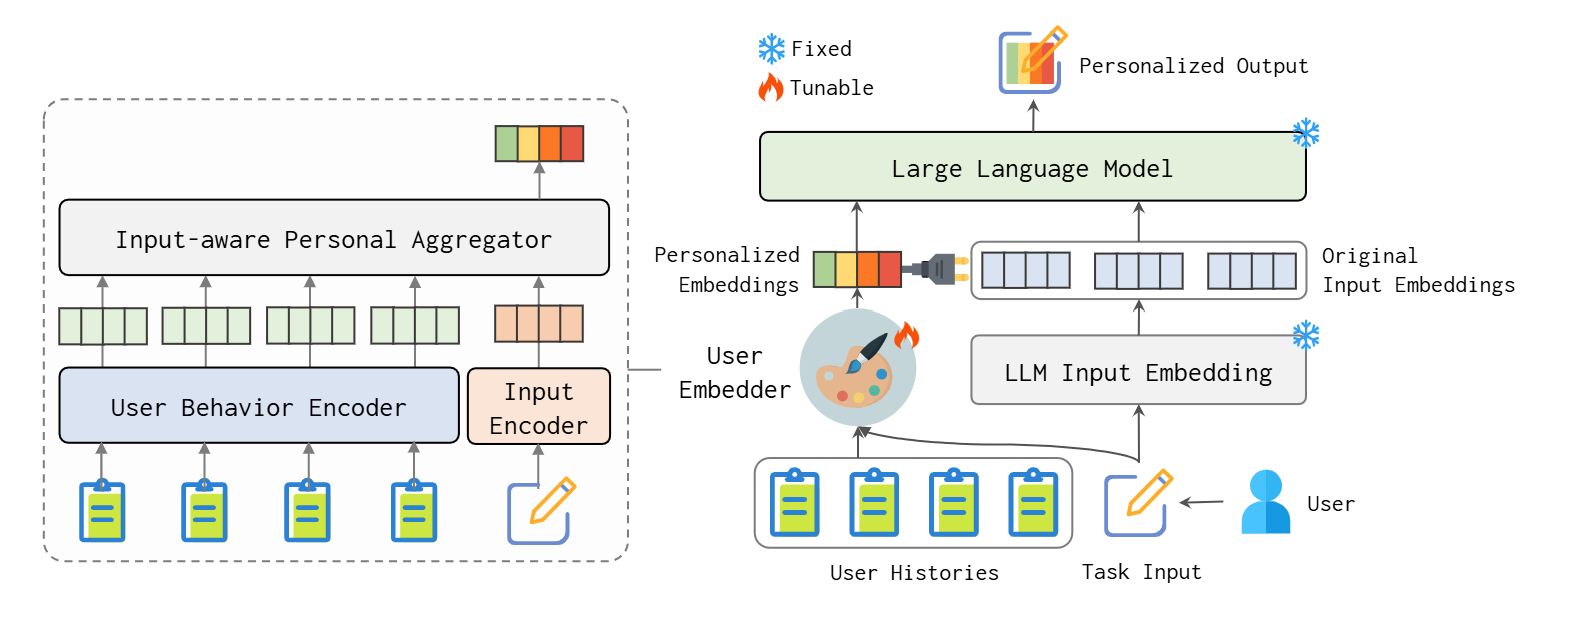 Fixed
Tunable
Personalized Output
Large Language Model
Input-aware Personal Aggregator
Personalized
Embeddings
Original
Input Embeddings
User
Embedder
LLM Input Embedding
User Behavior Encoder
Input
Encoder
User
User Histories
Task Input